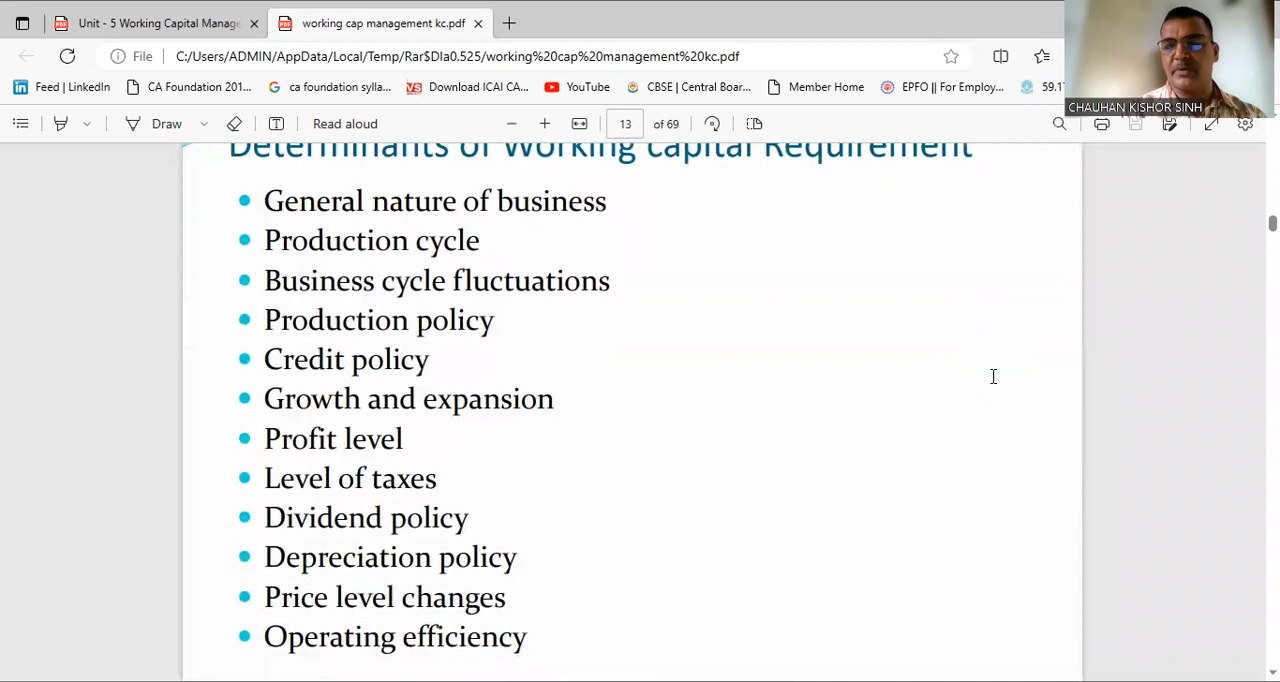 Unit - 5 Working Capital Manage
working cap management kc.pdf
File
C:/Users/ADMIN/AppData/Local/Temp/Rar$DIa0.525/working%20cap%20management%20kc.pdf
Feed | LinkedIn
CA Foundation 201...
ca foundation sylla...
Download ICAI CA...
YouTube
CBSE | Central Boar...
Member Home
EPFO || For Employ...
59.17
CHAUHAN KISHOR SINH
Draw
Read aloud
13
of 69
Determinants of Working capital Requirement
General nature of business
Production cycle
Business cycle fluctuations
Production policy
Credit policy
Growth and expansion
Profit level
Level of taxes
Dividend policy
Depreciation policy
Price level changes
Operating efficiency